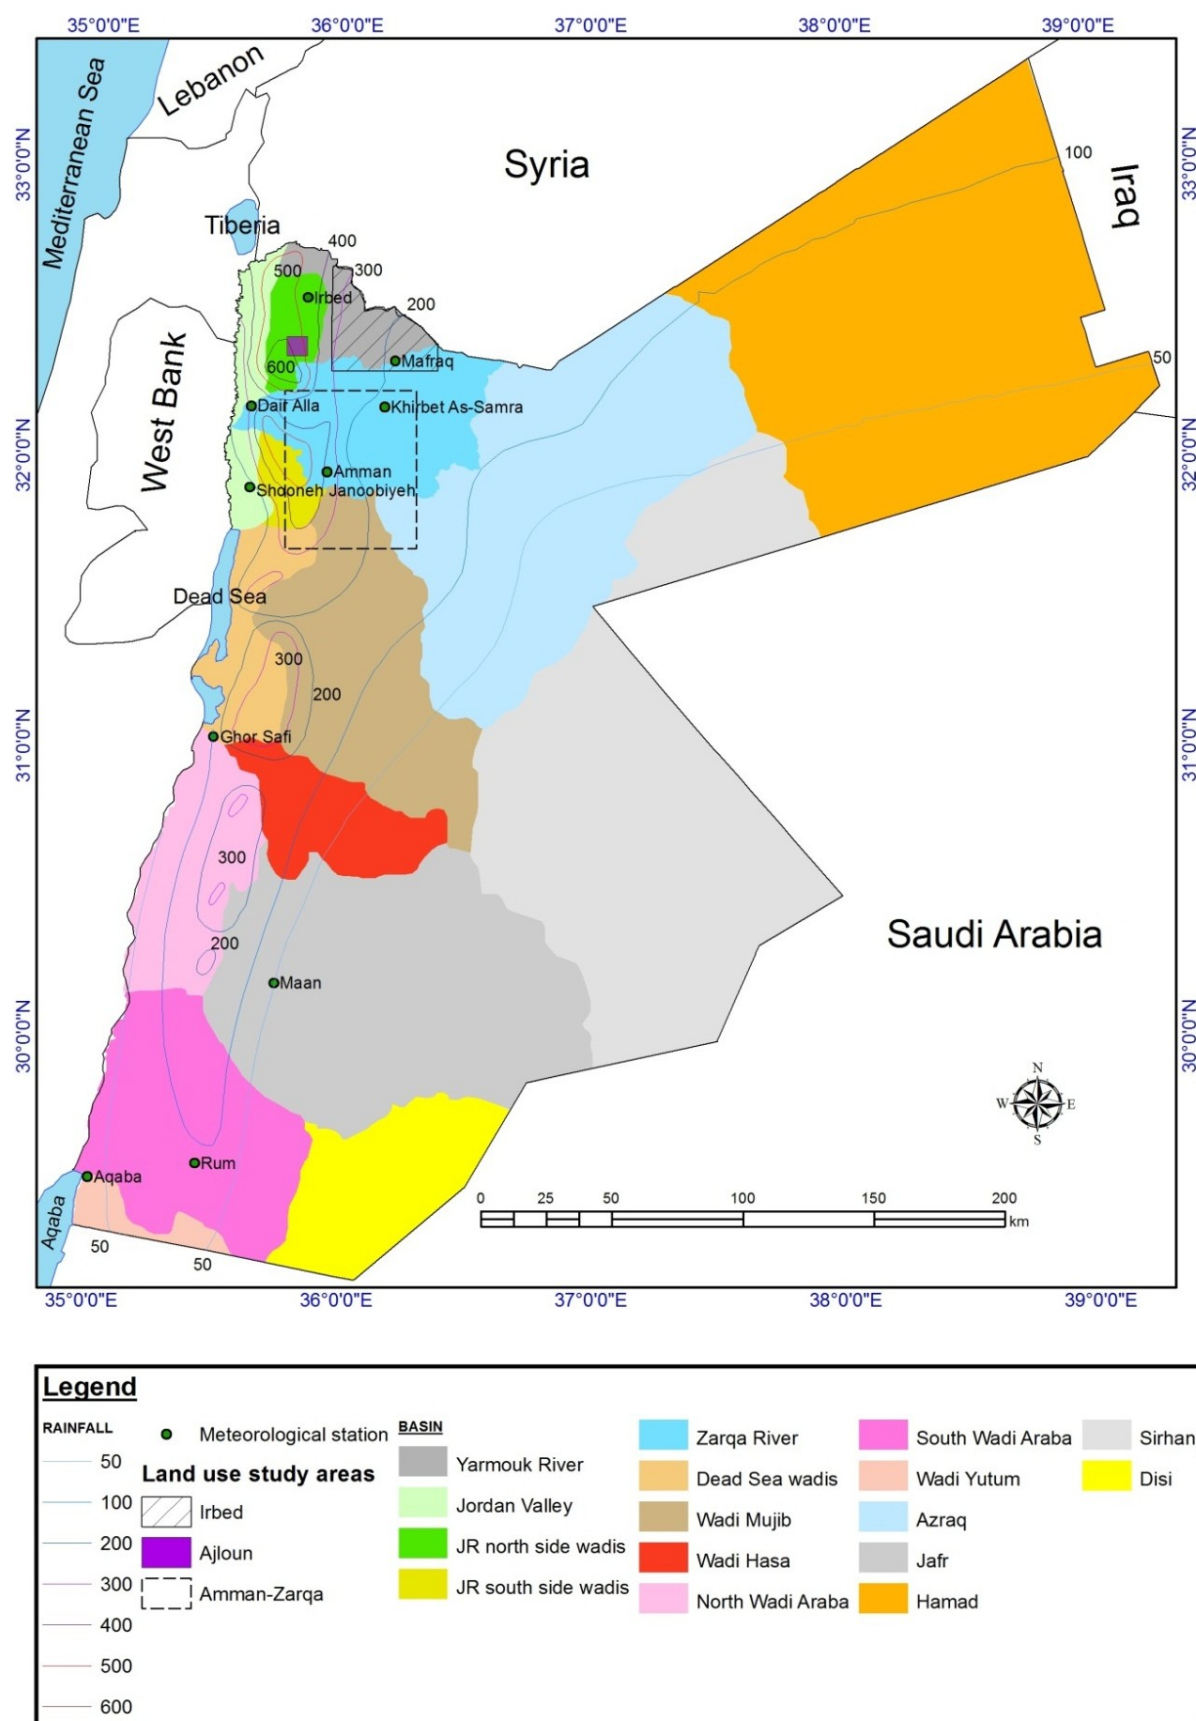 35°0'0"E 36°0'0"E 37°0'0"E 38°0'0"E 39°0'0"E
Mediterranean Sea
Lebanon
33°0'0"N
33°0'0"N
Syria
100
Iraq
Tiberia
400
500
300
200
Irbed
50
600
Mafraq
West Bank
Dair Alla
Khirbet As-Samra
32°0'0"N
32°0'0"N
Amman
Shooneh Janoobiyeh
Dead Sea
300
200
31°0'0"N
31°0'0"N
Ghor Safi
300
200
Saudi Arabia
Maan
30°0'0"N
30°0'0"N
N
W E
S
Rum
Aqaba
Aqaba
0 25 50 100 150 200
km
50
50
35°0'0"E 36°0'0"E 37°0'0"E 38°0'0"E 39°0'0"E
Legend
RAINFALL
50
100
200
300
400
500
600
Meteorological station
Land use study areas
Irbed
Ajloun
Amman-Zarqa
BASIN
Yarmouk River
Jordan Valley
JR north side wadis
JR south side wadis
Zarqa River
Dead Sea wadis
Wadi Mujib
Wadi Hasa
North Wadi Araba
South Wadi Araba
Wadi Yutum
Azraq
Jafr
Hamad
Sirhan
Disi